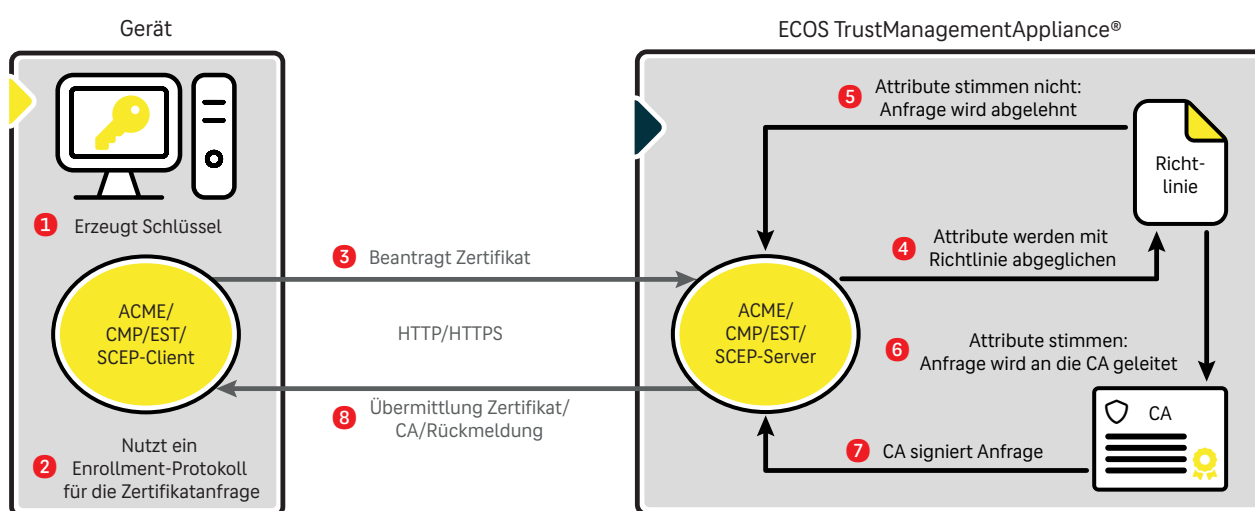 Gerät
1 Erzeugt Schlüssel
ACME/
CMP/EST/
SCEP-Client
2 Nutzt ein
Enrollment-Protokoll
für die Zertifikatanfrage
3 Beantragt Zertifikat
HTTP/HTTPS
8 Übermittlung Zertifikat/
CA/Rückmeldung
ECOS TrustManagementAppliance®
5 Attribute stimmen nicht:
Anfrage wird abgelehnt
Richt-
linie
4 Attribute werden mit
Richtlinie abgeglichen
ACME/
CMP/EST/
SCEP-Server
6 Attribute stimmen:
Anfrage wird an die CA geleitet
CA
7 CA signiert Anfrage